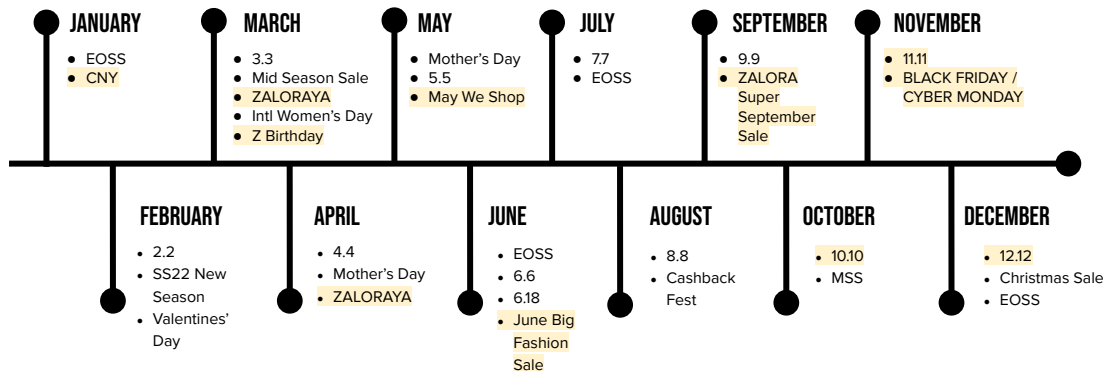 JANUARY
• EOSS
• CNY
MARCH
• 3.3
• Mid Season Sale
• ZALORAYA
• Intl Women's Day
• Z Birthday
MAY
• Mother's Day
• 5.5
• May We Shop
JULY
• 7.7
• EOSS
SEPTEMBER
• 9.9
• ZALORA
Super
September
Sale
NOVEMBER
• 11.11
• BLACK FRIDAY /
CYBER MONDAY
FEBRUARY
• 2.2
• SS22 New
Season
• Valentines'
Day
APRIL
• 4.4
• Mother's Day
• ZALORAYA
JUNE
• EOSS
• 6.6
• 6.18
• June Big
Fashion
Sale
AUGUST
• 8.8
• Cashback
Fest
OCTOBER
• 10.10
• MSS
DECEMBER
• 12.12
• Christmas Sale
• EOSS